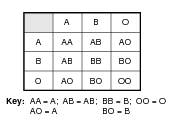 A B O
A AA AB AO
B AB BB BO
O AO BO OO
Key: AA = A; AB = AB; BB = B; OO = O
AO = A BO = B